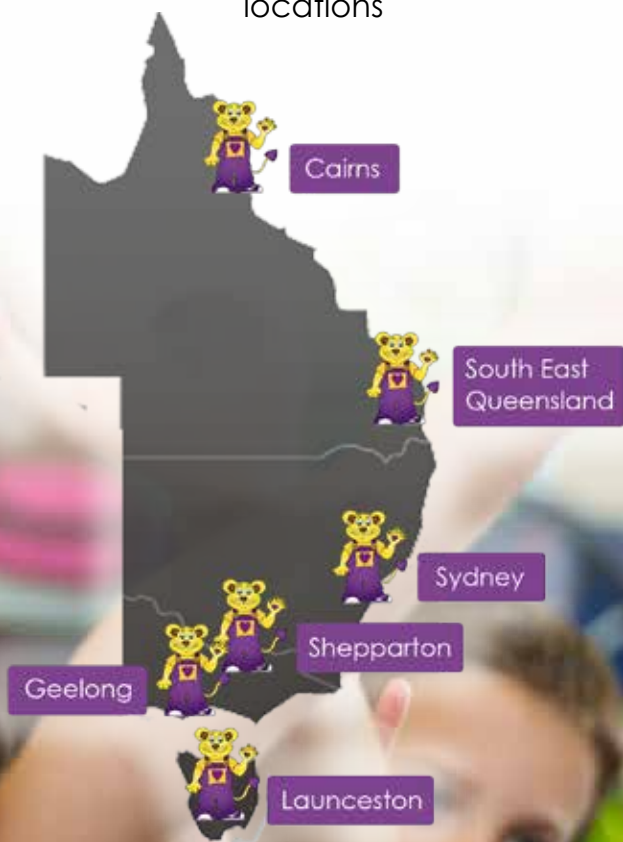 locations
Cairns
South East
Queensland
Sydney
Shepparton
Geelong
Launceston